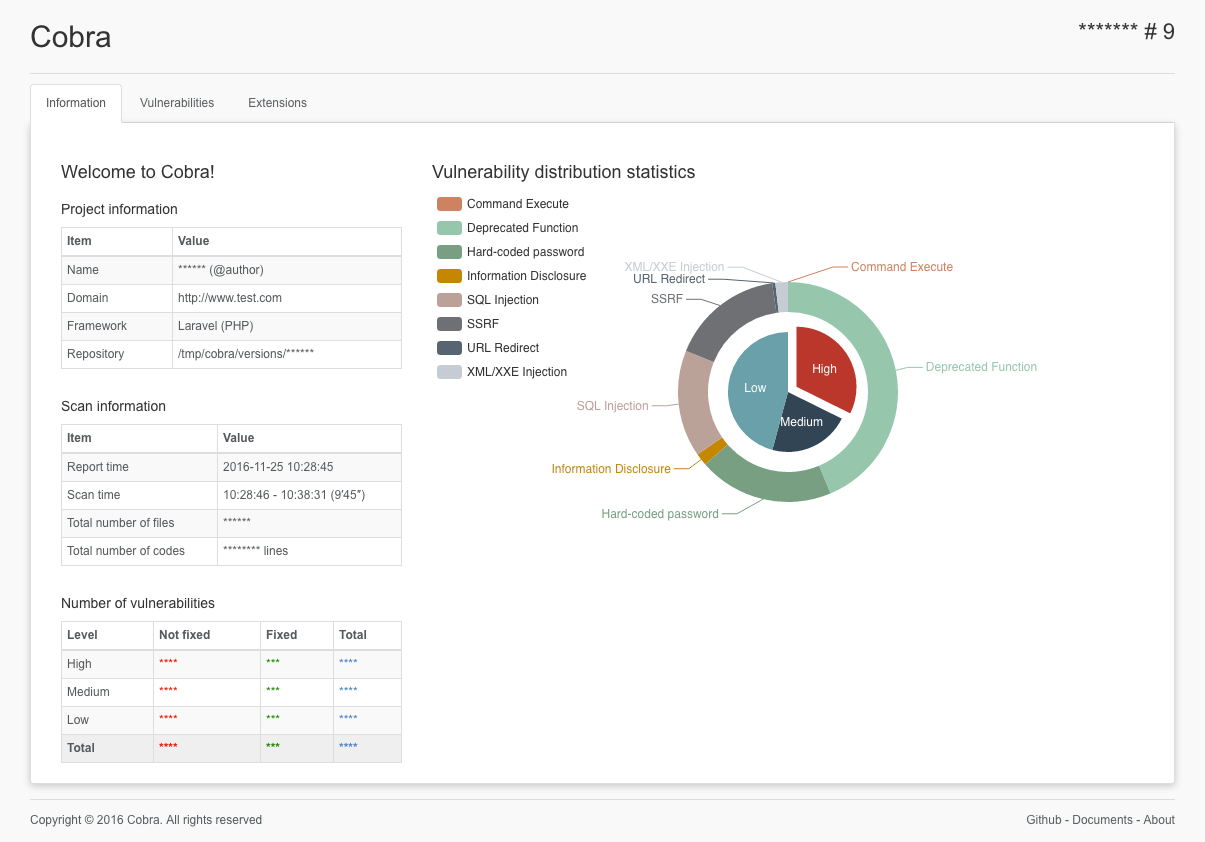 Cobra
******* # 9
Information Vulnerabilities Extensions
Welcome to Cobra!
Project information
Item Value
Name ****** (@author)
Domain http://www.test.com
Framework Laravel (PHP)
Repository /tmp/cobra/versions/******
Scan information
Item Value
Report time 2016-11-25 10:28:45
Scan time 10:28:46 - 10:38:31 (9'45")
Total number of files ******
Total number of codes ******** lines
Number of vulnerabilities
Level Not fixed Fixed Total
High **** *** ****
Medium **** *** ****
Low **** *** ****
Total **** *** ****
Vulnerability distribution statistics
Command Execute
Deprecated Function
Hard-coded password
Information Disclosure
SQL Injection
SSRF
URL Redirect
XML/XXE Injection
XML/XXE Injection
Command Execute
URL Redirect
SSRF
Deprecated Function
High
Low
SQL Injection
Medium
Information Disclosure
Hard-coded password
Copyright © 2016 Cobra. All rights reserved
Github - Documents - About